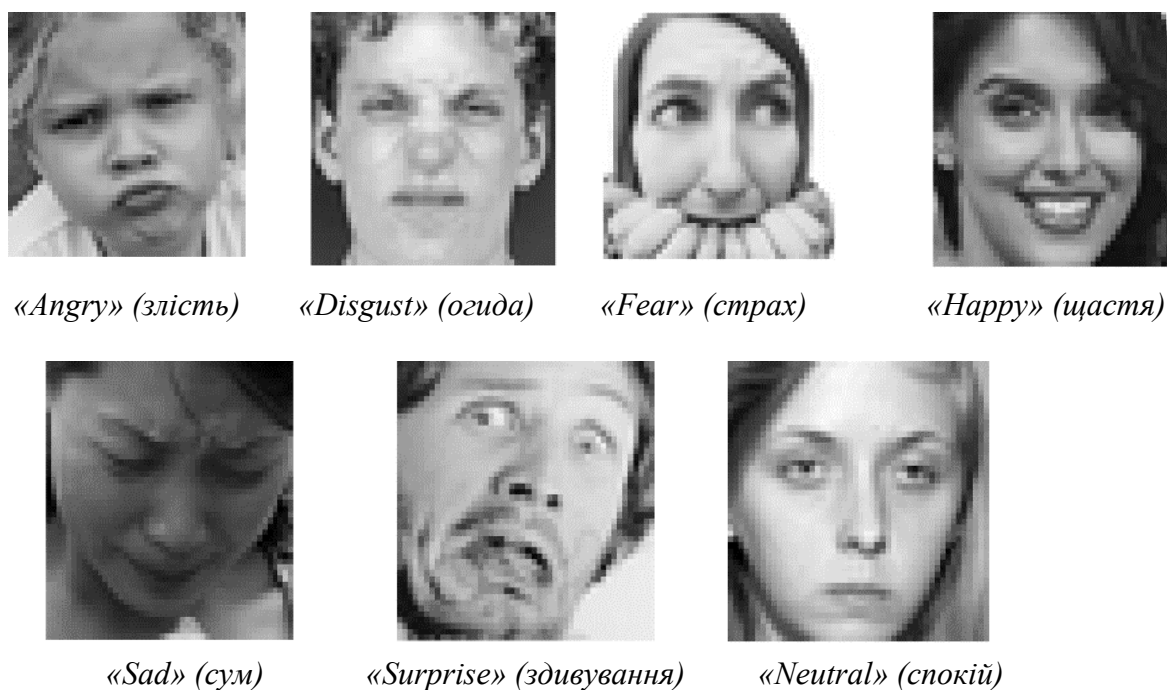 «Angry» (злість) «Disgust» (огида) «Fear» (страх) «Happy» (щастя)
«Sad» (сум) «Surprise» (здивування) «Neutral» (спокій)